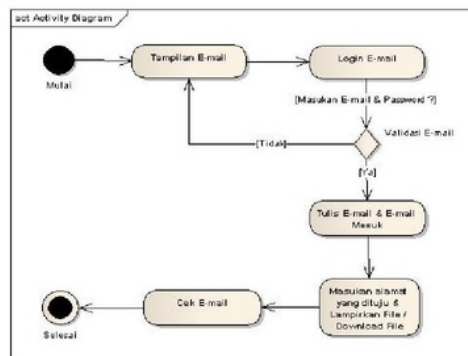 act Activity Diagram
Mulai
Tampilan E-mail
Login E-mail
[Masukan E-mail & Password ?]
Validasi E-mail
[Tidak]
[Ya]
Tulis E-mail & E-mail
Masuk
Masukan alamat
yang dituju &
Lampirkan File /
Download File
Cek E-mail
Selesai